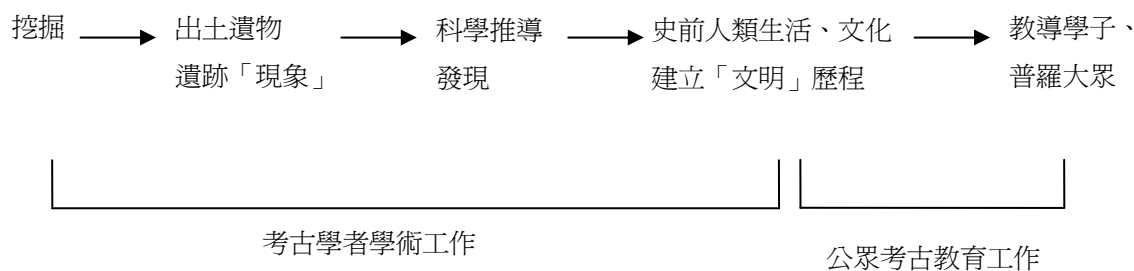 挖掘
出土遺物
遺跡「現象」
科學推導
發現
史前人類生活、文化
建立「文明」歷程
教導學子、
普羅大眾
考古學者學術工作
公眾考古教育工作